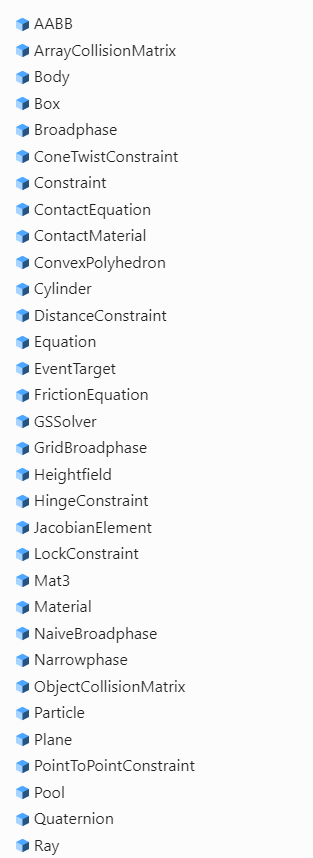 AABB
ArrayCollisionMatrix
Body
Box
Broadphase
ConeTwistConstraint
Constraint
ContactEquation
ContactMaterial
ConvexPolyhedron
Cylinder
DistanceConstraint
Equation
EventTarget
FrictionEquation
GSSolver
GridBroadphase
Heightfield
HingeConstraint
JacobianElement
LockConstraint
Mat3
Material
NaiveBroadphase
Narrowphase
ObjectCollisionMatrix
Particle
Plane
PointToPointConstraint
Pool
Quaternion
Ray